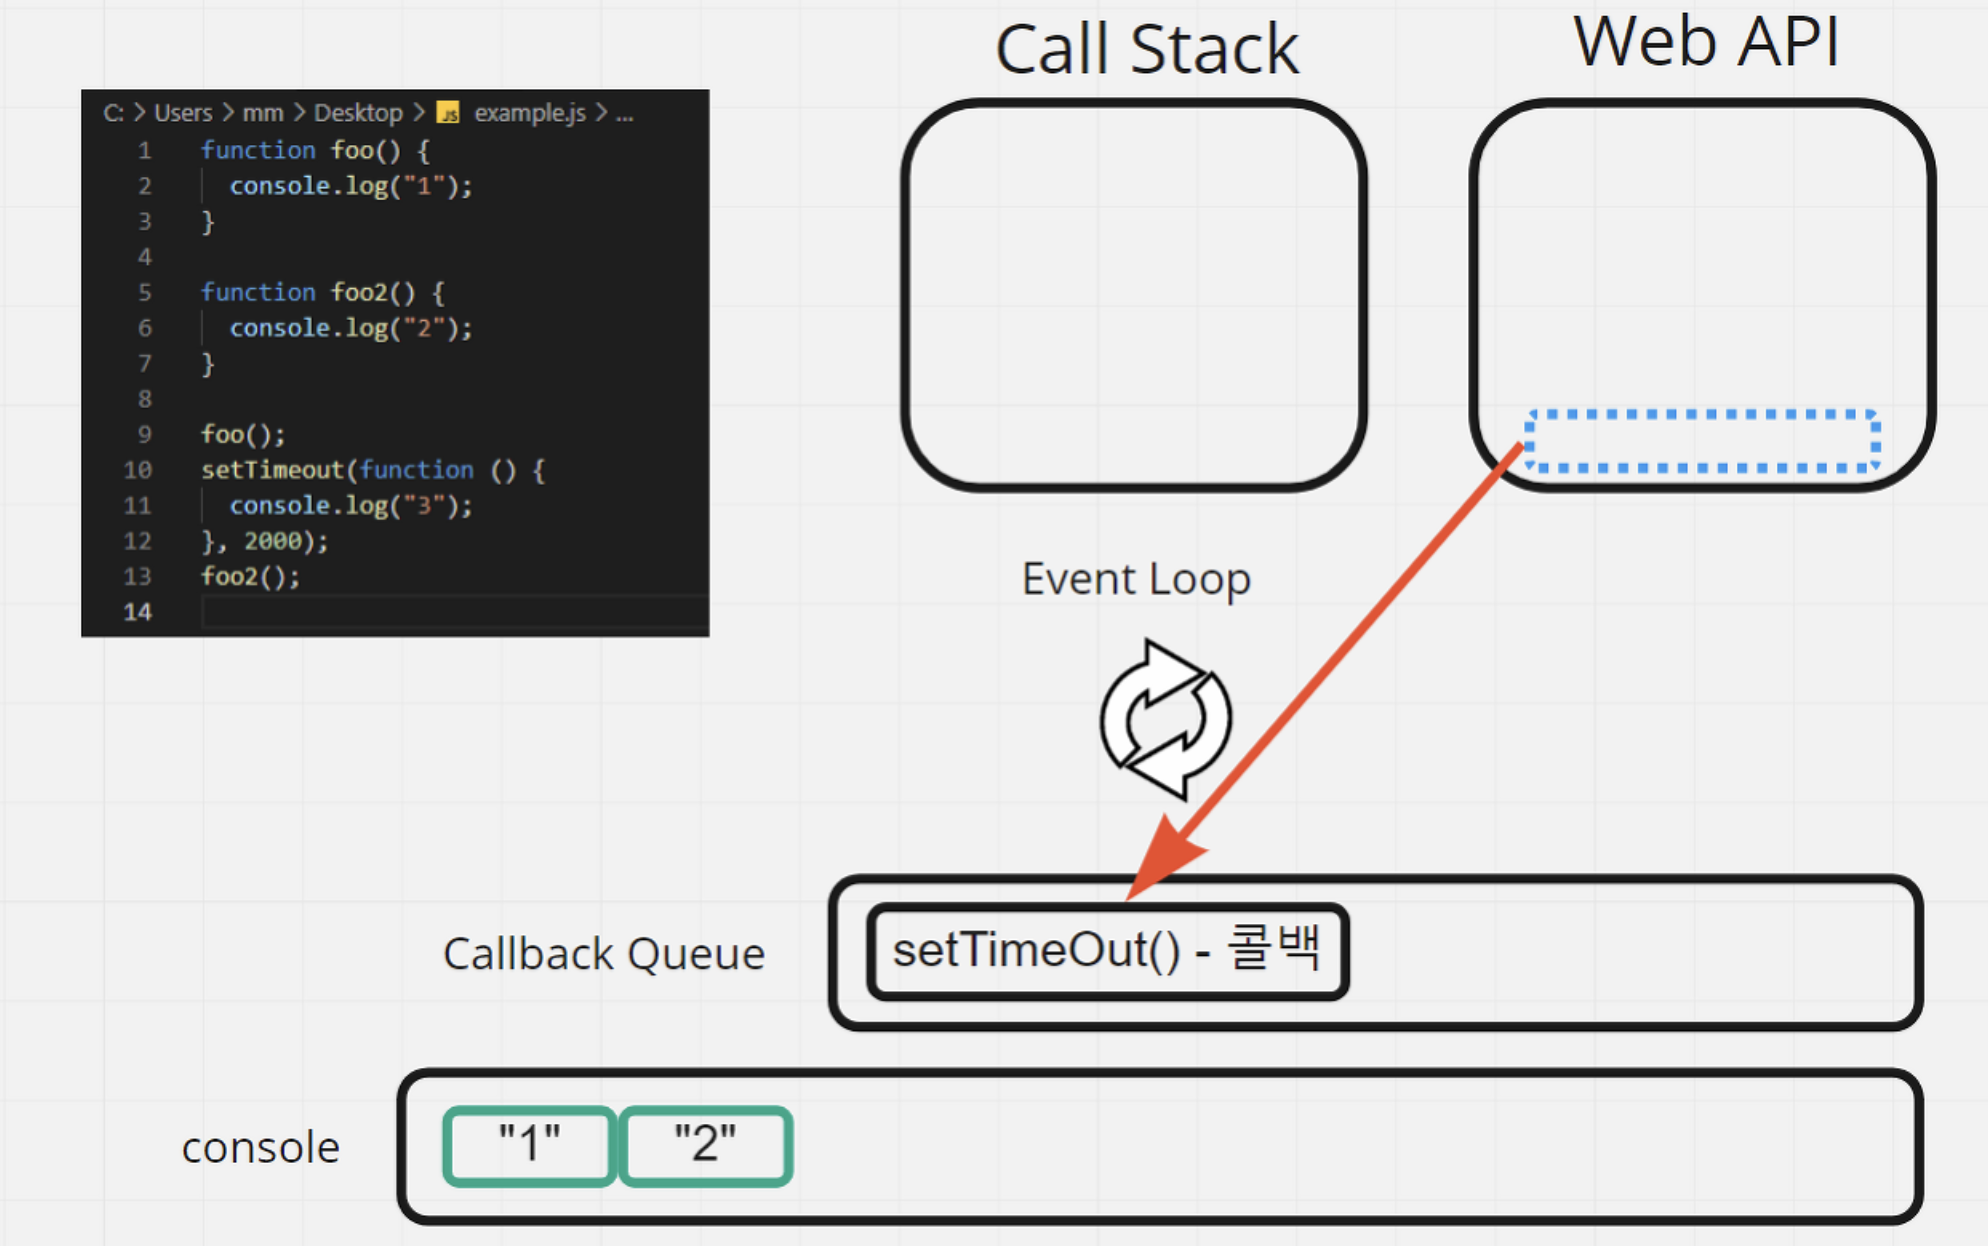 Call Stack
Web API
C: > Users > mm > Desktop > JS example.js > ...
1 function foo() {
2 console.log("1");
3 }
4
5 function foo2() {
6 console.log("2");
7 }
8
9 foo();
10 setTimeout(function () {
11 console.log("3");
12 }, 2000);
13 foo2();
14
Event Loop
Callback Queue
setTimeOut() - 콜백
console
"1" "2"